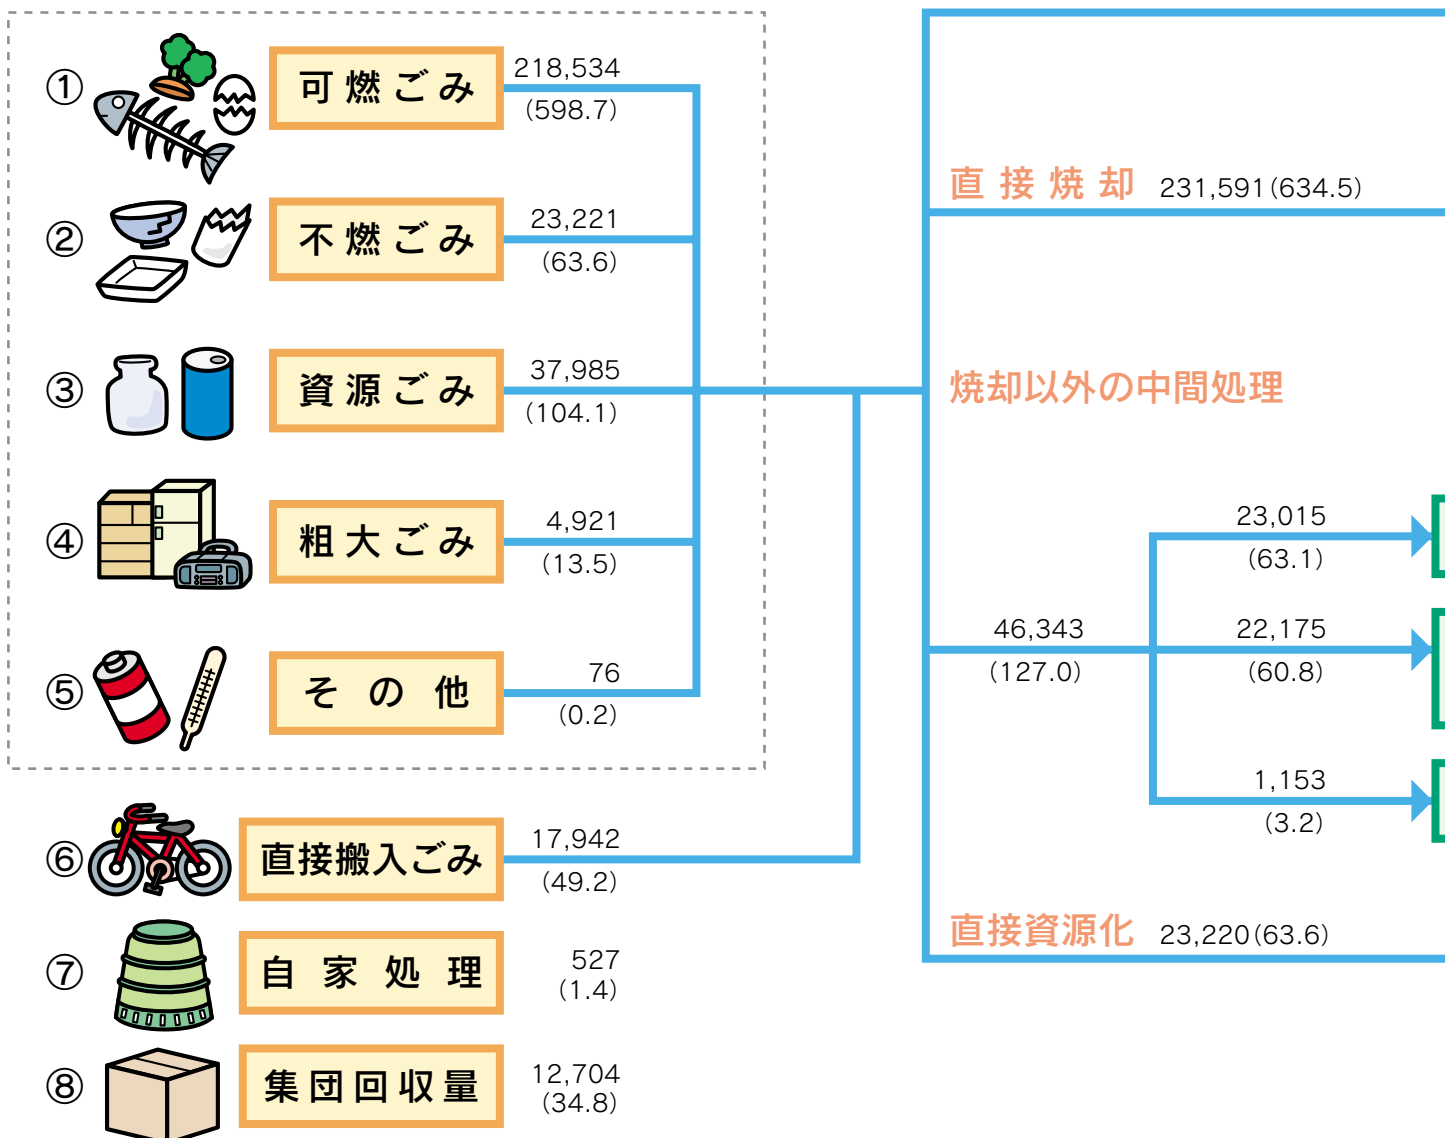 ① 可燃ごみ 218,534
(598.7)
② 不燃ごみ 23,221
(63.6)
③ 資源ごみ 37,985
(104.1)
④ 粗大ごみ 4,921
(13.5)
⑤ その他 76
(0.2)
⑥ 直接搬入ごみ 17,942
(49.2)
⑦ 自家処理 527
(1.4)
⑧ 集団回収量 12,704
(34.8)
直接焼却 231,591(634.5)
焼却以外の中間処理
46,343
(127.0)
23,015
(63.1)
22,175
(60.8)
1,153
(3.2)
直接資源化 23,220(63.6)